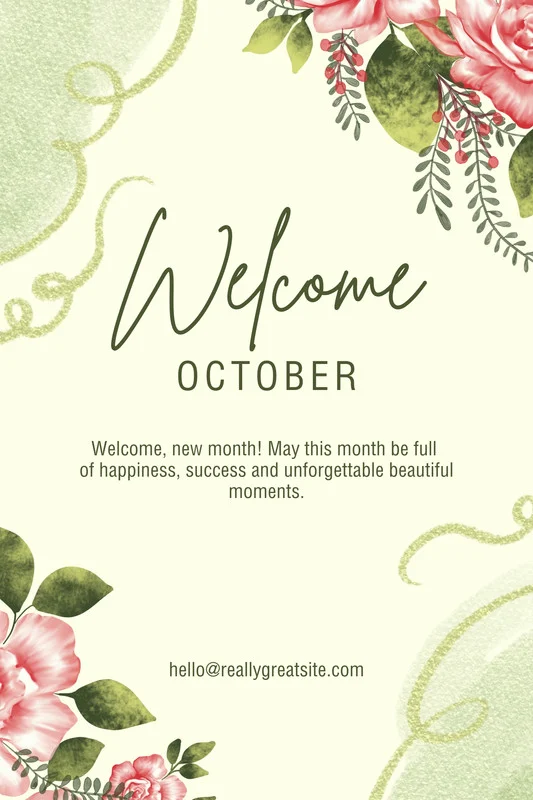 Welcome
OCTOBER
Welcome, new month! May this month be full
of happiness, success and unforgettable beautiful
moments.
hello@reallygreatsite.com